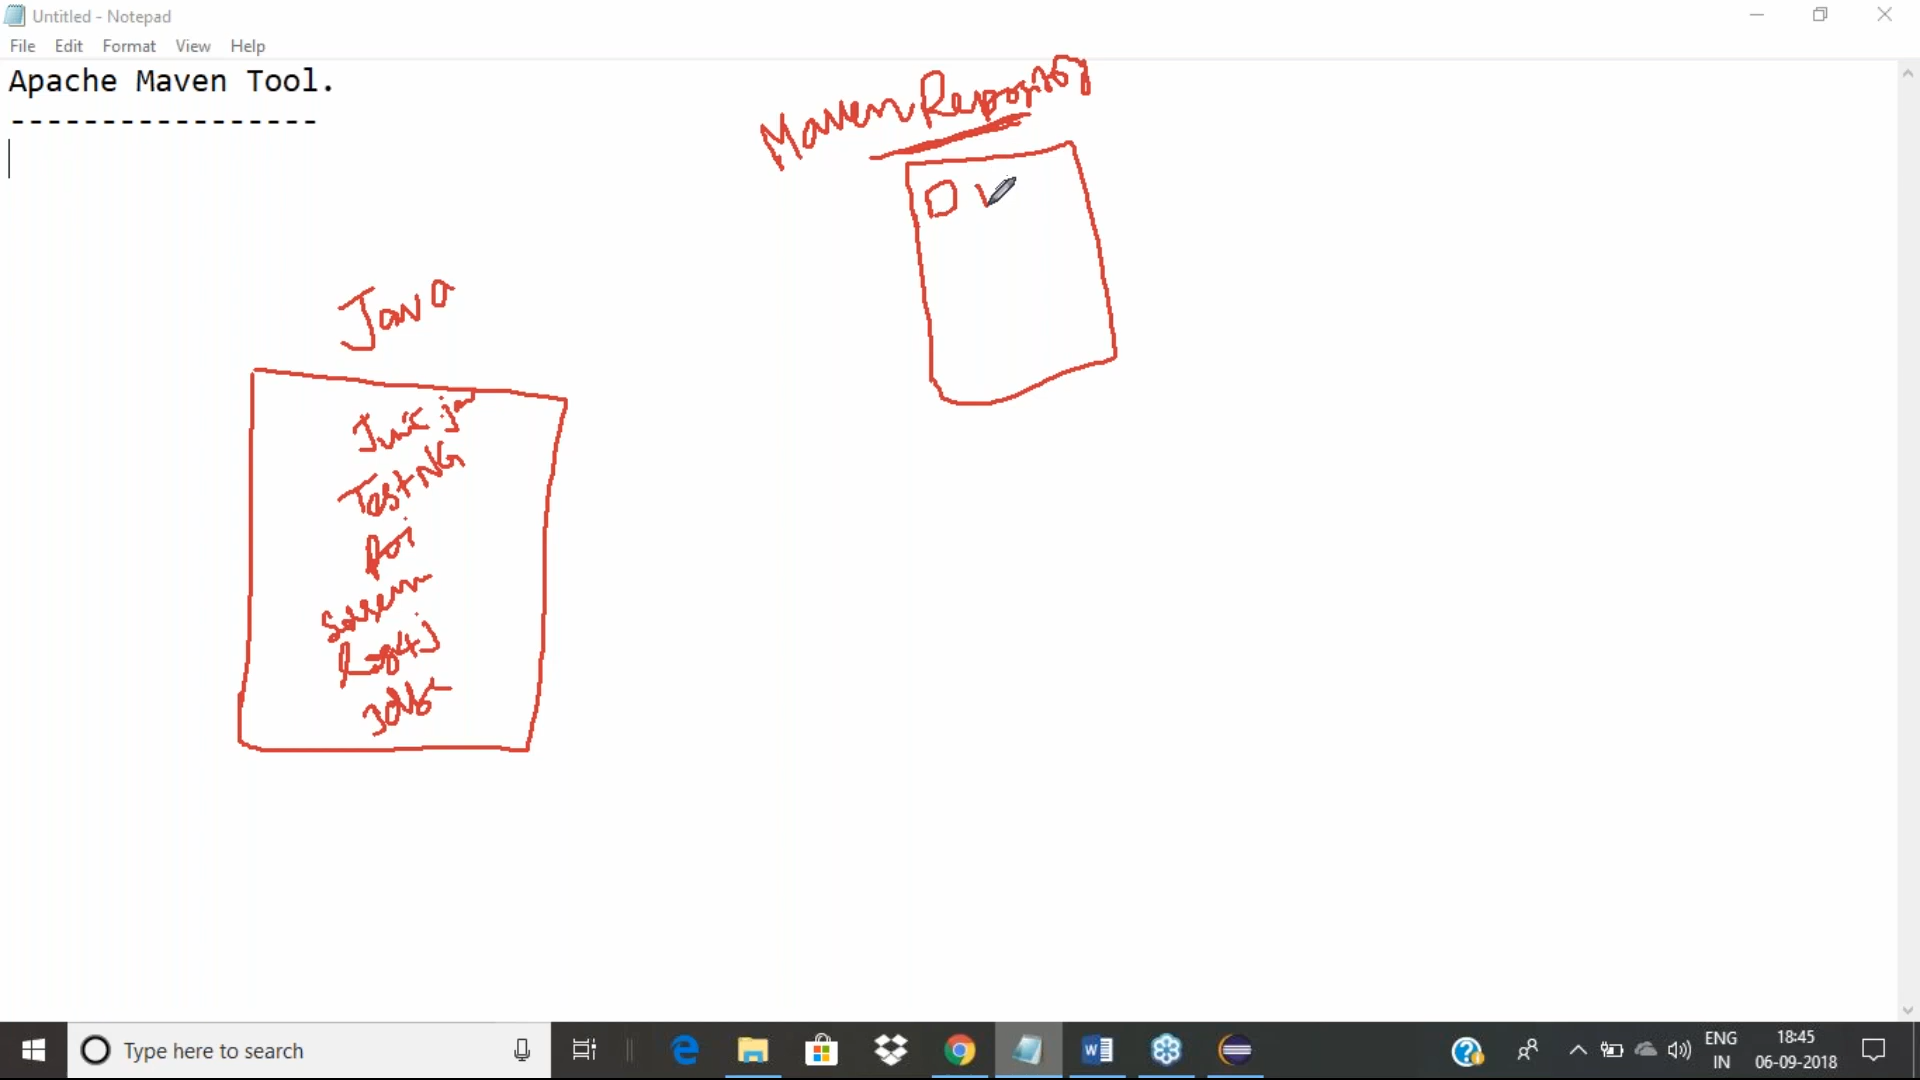 Untitled - Notepad
File Edit Format View Help
Apache Maven Tool.
-----------------
Maven Repository
Java
jar
TestNG
Poi
Log4j
Type here to search
ENG
IN
18:45
06-09-2018